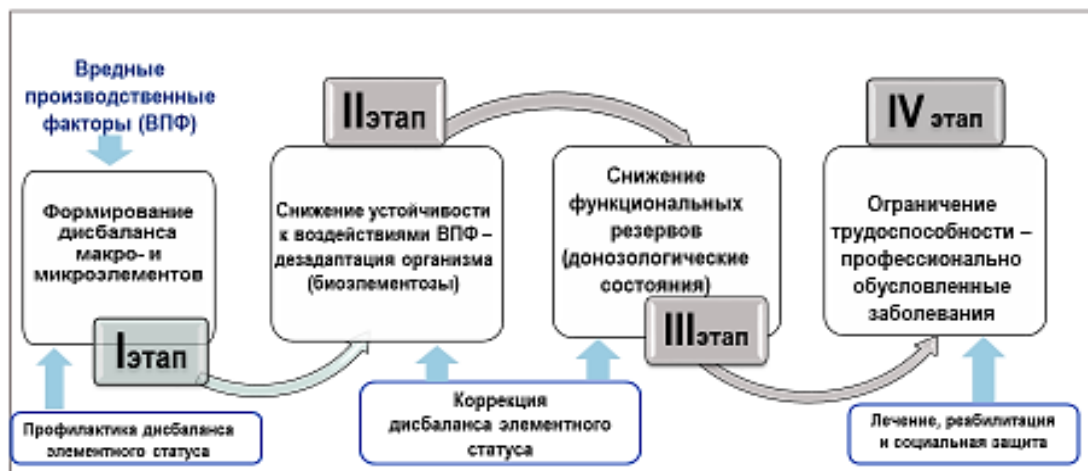 Вредные
производственные
факторы (ВПФ)
IIэтап
IV этап
Формирование
дисбаланса
макро- и
микроэлементов
Iэтап
Снижение устойчивости
к воздействиями ВПФ –
дезадаптация организма
(биоэлементозы)
Снижение
функциональных
резервов
(донозологические
состояния)
IIIэтап
Ограничение
трудоспособности –
профессионально
обусловленные
заболевания
Профилактика дисбаланса
элементного статуса
Коррекция
дисбаланса элементного
статуса
Лечение, реабилитация
и социальная защита